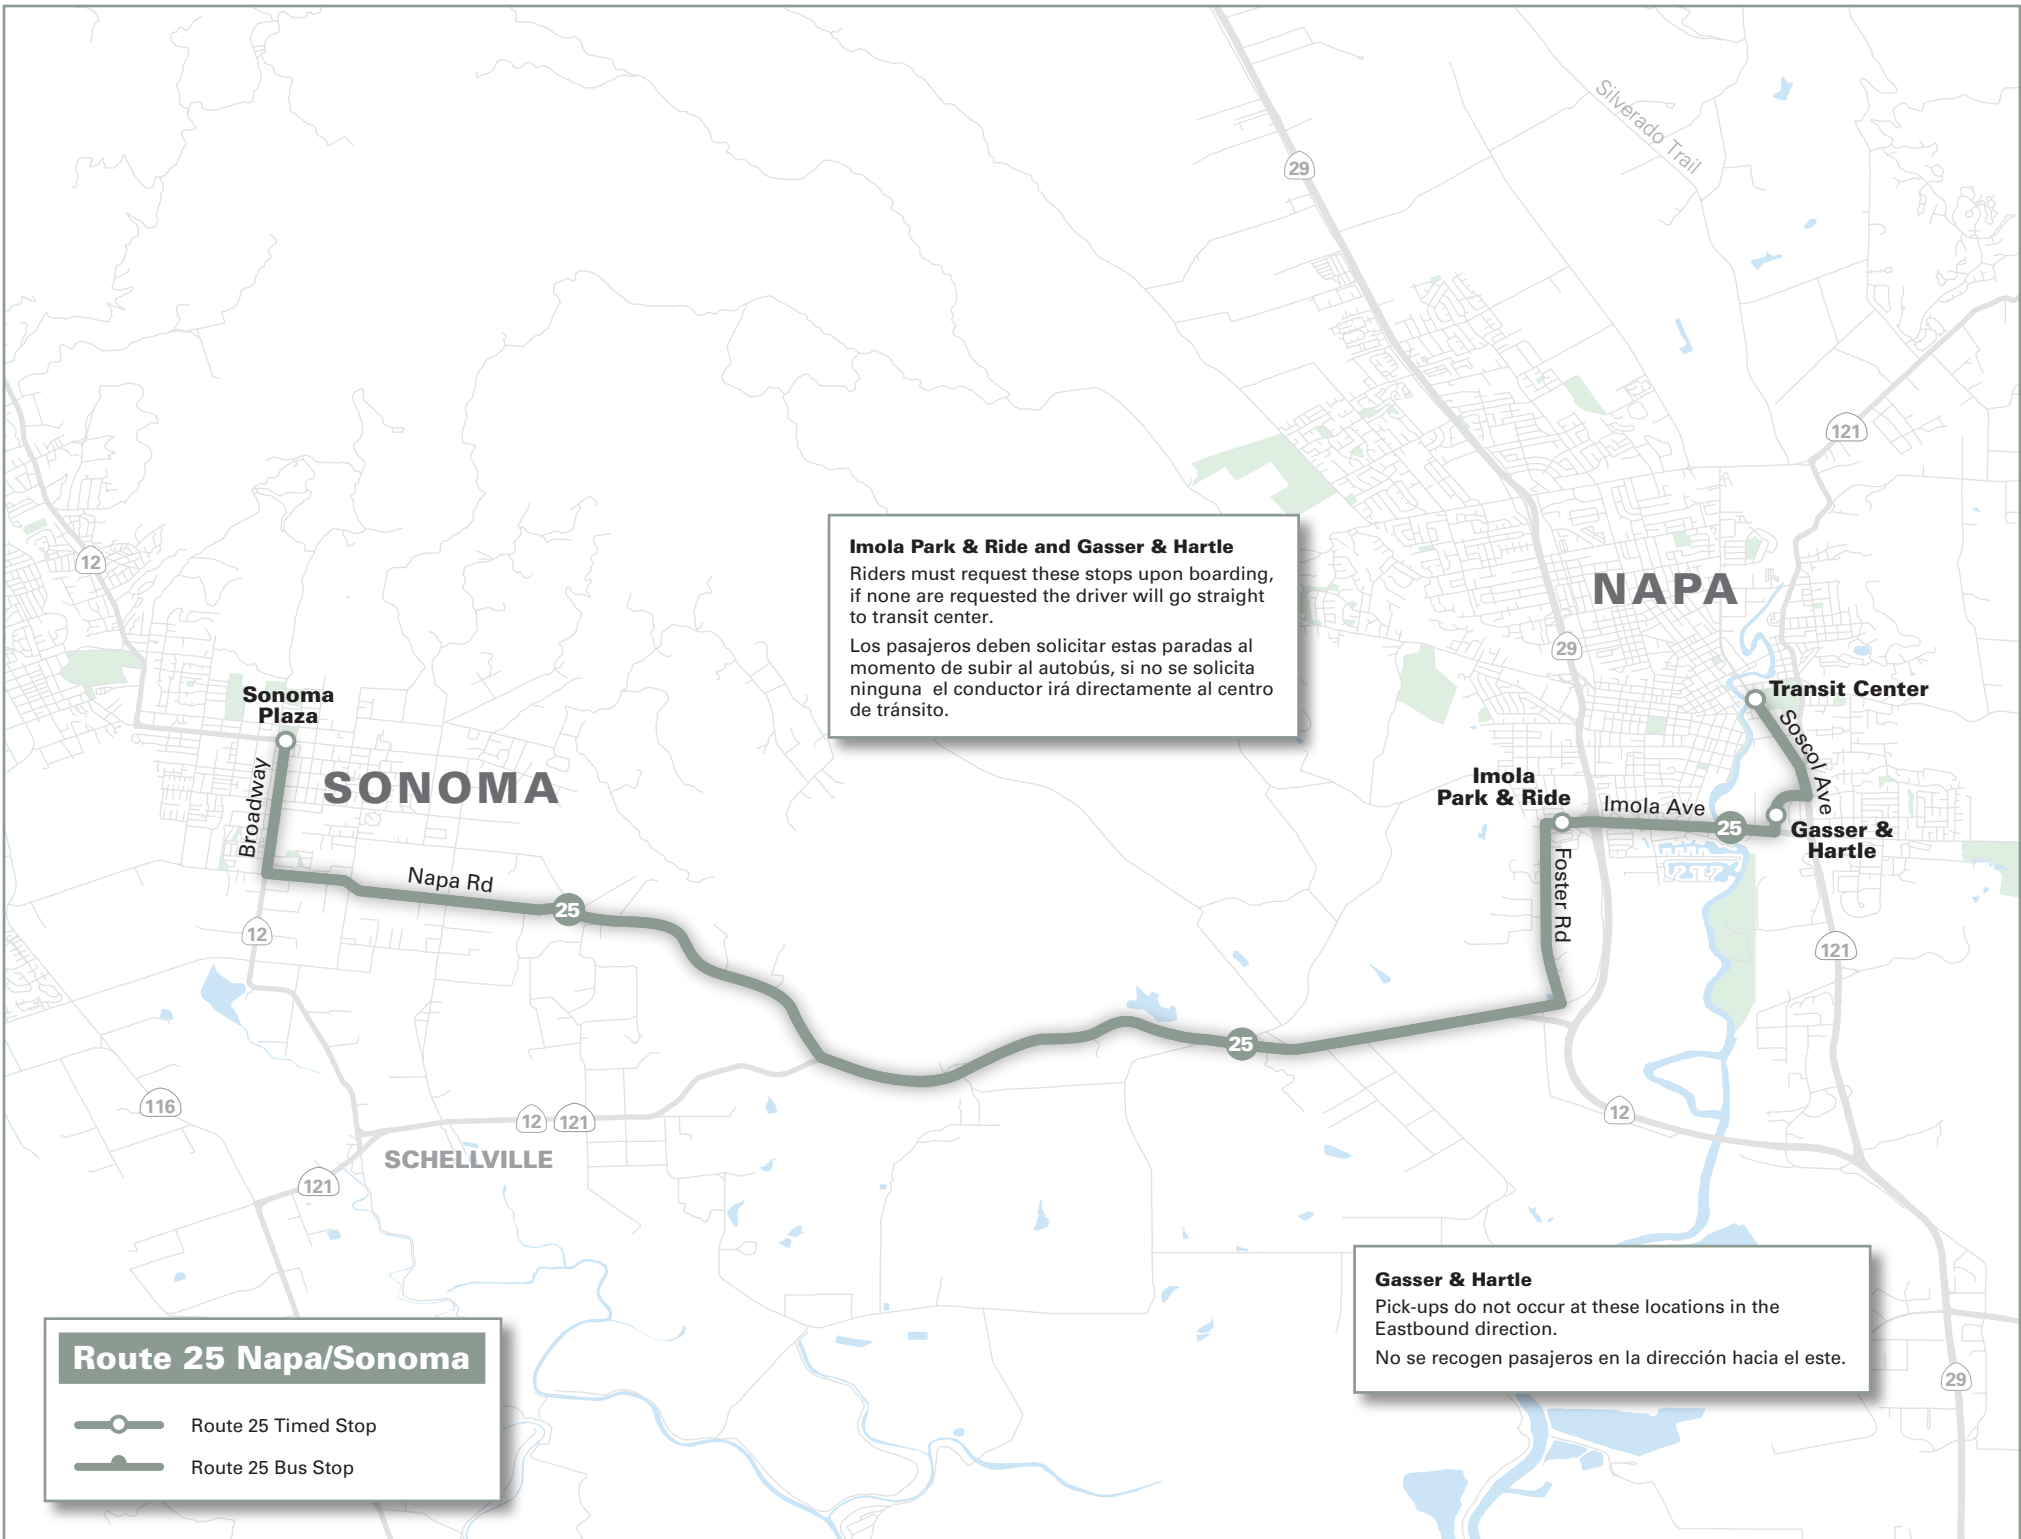 Silverado Trail
29
121
12
Imola Park & Ride and Gasser & Hartle
Riders must request these stops upon boarding,
if none are requested the driver will go straight
to transit center.
Los pasajeros deben solicitar estas paradas al
momento de subir al autobús, si no se solicita
ninguna el conductor irá directamente al centro
de tránsito.
NAPA
29
Sonoma
Plaza
Transit Center
Soscol Ave
Broadway
SONOMA
Imola
Park & Ride
Imola Ave
25
Gasser &
Hartle
Foster Rd
Napa Rd
25
12
121
25
116
12
121
12
SCHELLVILLE
121
Gasser & Hartle
Pick-ups do not occur at these locations in the
Eastbound direction.
No se recogen pasajeros en la dirección hacia el este.
29
Route 25 Napa/Sonoma
Route 25 Timed Stop
Route 25 Bus Stop